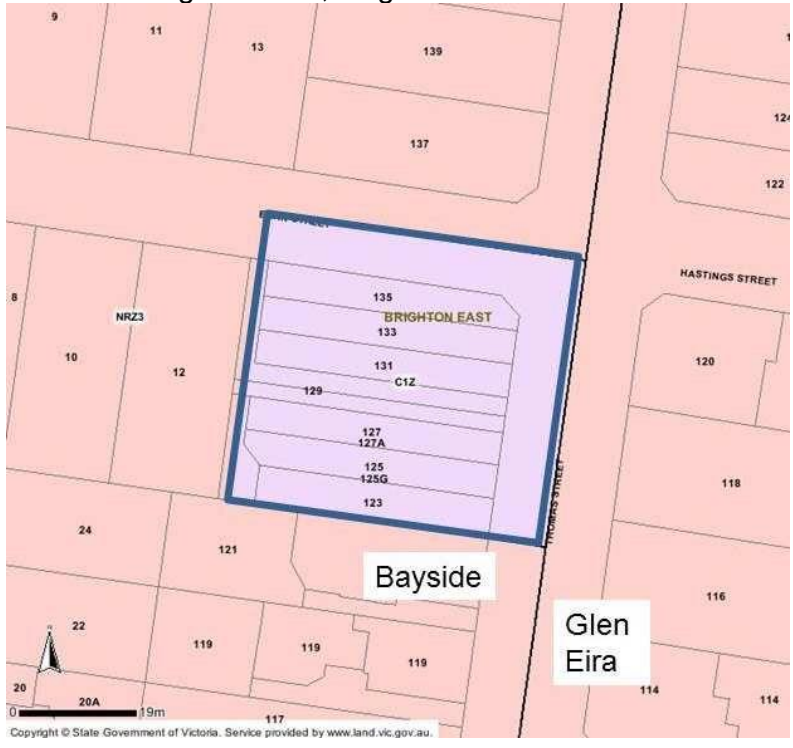 9
11
13
139
137
124
122
HASTINGS STREET
135
BRIGHTON EAST
133
8
NRZ3
10
12
131
C1Z
129
120
127
127A
125
125G
123
118
THOMAS STREET
24
121
Bayside
116
Glen
Eira
22
119
119
119
114
114
20
20A
117
0 19m
Copyright © State Government of Victoria. Service provided by www.land.vic.gov.au.